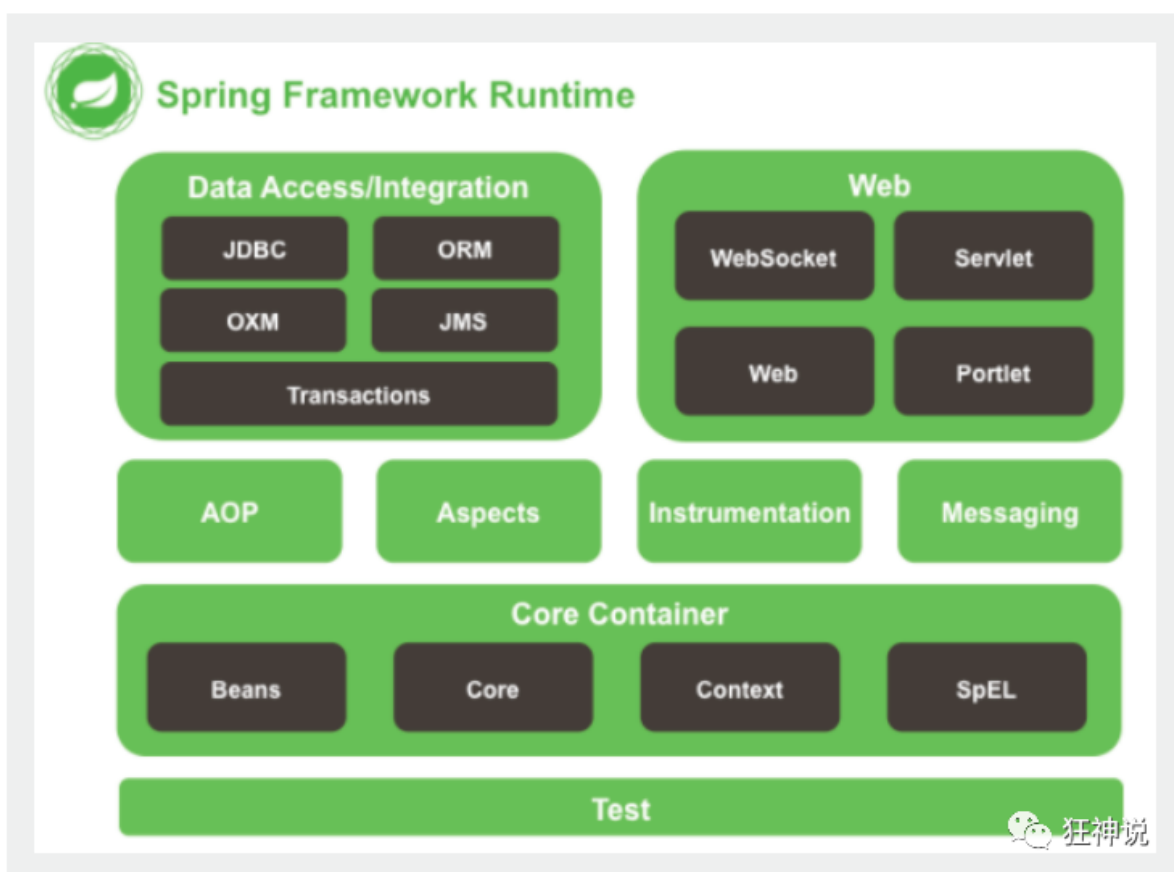 Spring Framework Runtime
Data Access/Integration
JDBC ORM
OXM JMS
Transactions
Web
WebSocket Servlet
Web Portlet
AOP Aspects Instrumentation Messaging
Core Container
Beans Core Context SpEL
Test
狂神说